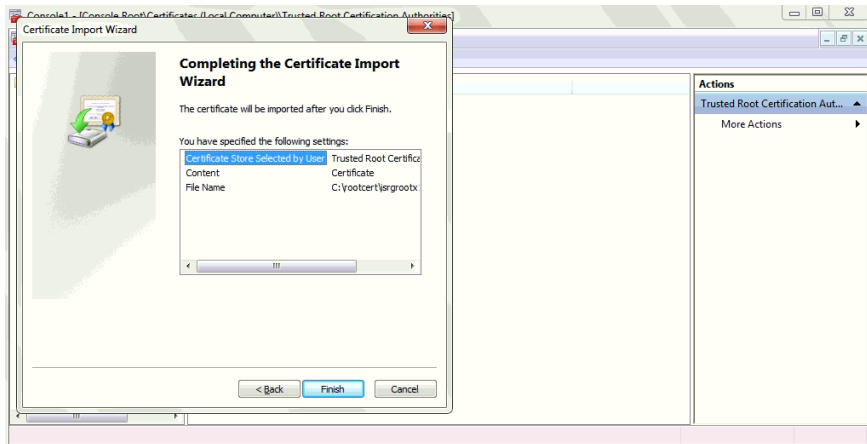 Console1 - [Console Root\Certificates (Local Computer)\Trusted Root Certification Authorities]
Certificate Import Wizard
Completing the Certificate Import
Wizard
The certificate will be imported after you click Finish.
You have specified the following settings:
Certificate Store Selected by User Trusted Root Certifica
Content Certificate
File Name C:\rootcert\isrgrootx
< Back Finish Cancel
Actions
Trusted Root Certification Aut...
More Actions